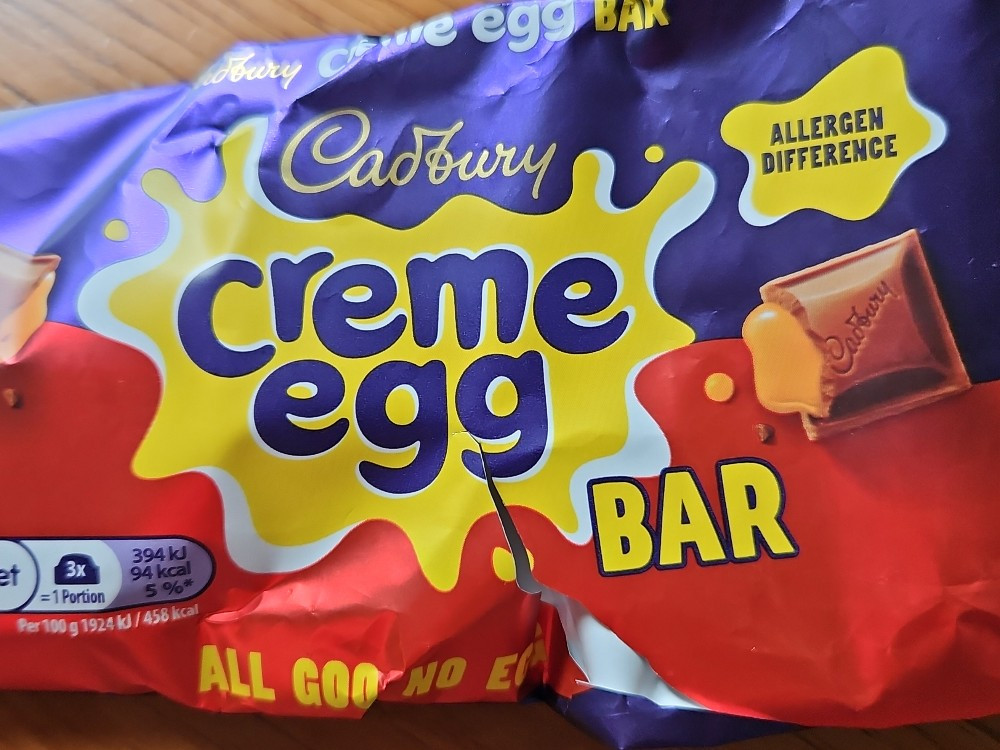 Cadbury creme egg BAR
Cadbury
creme
egg
BAR
ALLERGEN
DIFFERENCE
Cadbury
3x
= 1 Portion
394 kJ
94 kcal
5 %*
Per 100 g 1924 kJ / 458 kcal
ALL GOO NO